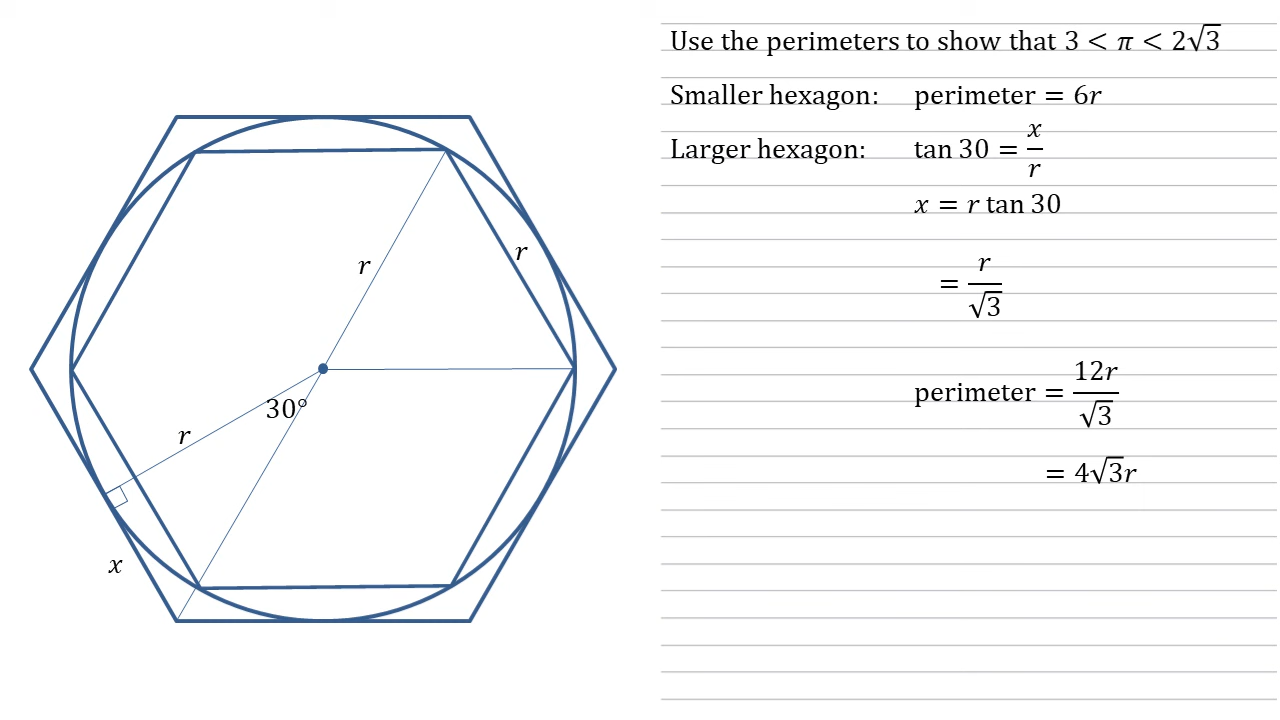 Use the perimeters to show that 3 < π < 2√3
Smaller hexagon: perimeter = 6r
Larger hexagon: tan 30 = x/r
x = r tan 30
= r/√3
perimeter = 12r/√3
= 4√3r
r
r
30°
r
x